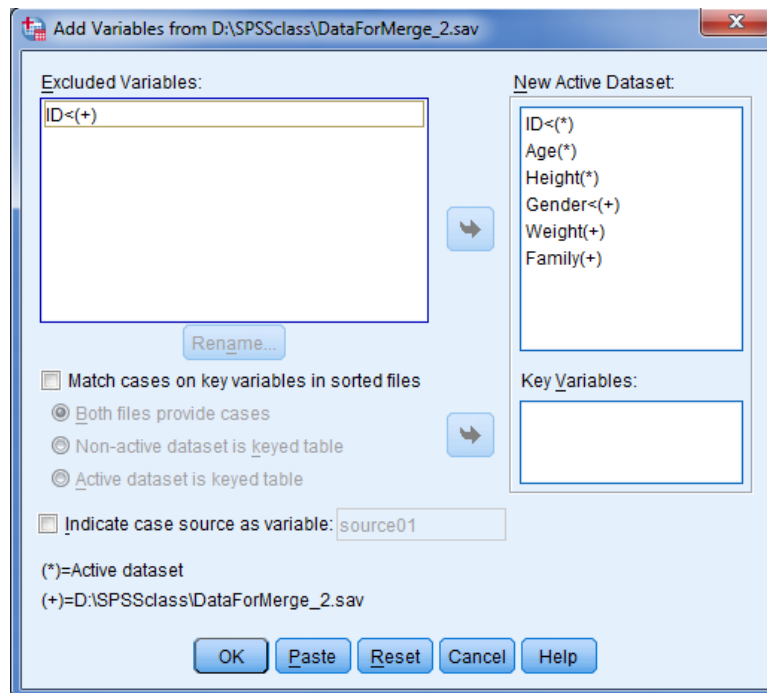 Add Variables from D:\SPSSclass\DataForMerge_2.sav
Excluded Variables:
ID<(+)
New Active Dataset:
ID<(*)
Age(*)
Height(*)
Gender<(+)
Weight(+)
Family(+)
Rename...
Match cases on key variables in sorted files
Both files provide cases
Non-active dataset is keyed table
Active dataset is keyed table
Key Variables:
Indicate case source as variable: source01
(*)=Active dataset
(+)=D:\SPSSclass\DataForMerge_2.sav
OK Paste Reset Cancel Help